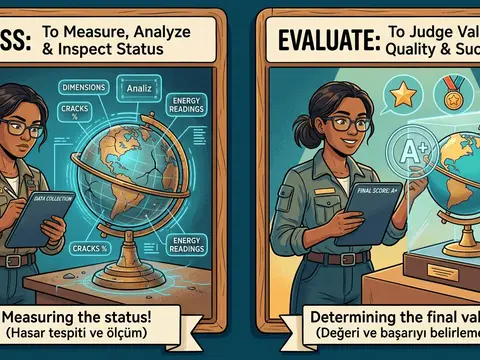 SS: To Measure, Analyze
& Inspect Status
DIMENSIONS
Analiz
CRACKS
%
ENERGY
READINGS
DATA COLLECTION
CRACKS %
ENERGY
READINGS
Measuring the status!
(Hasar tespiti ve ölçüm)
EVALUATE: To Judge Val
Quality & Suc
A+
FINAL SCORE: A+
Determining the final val
(Değeri ve başarıyı belirleme